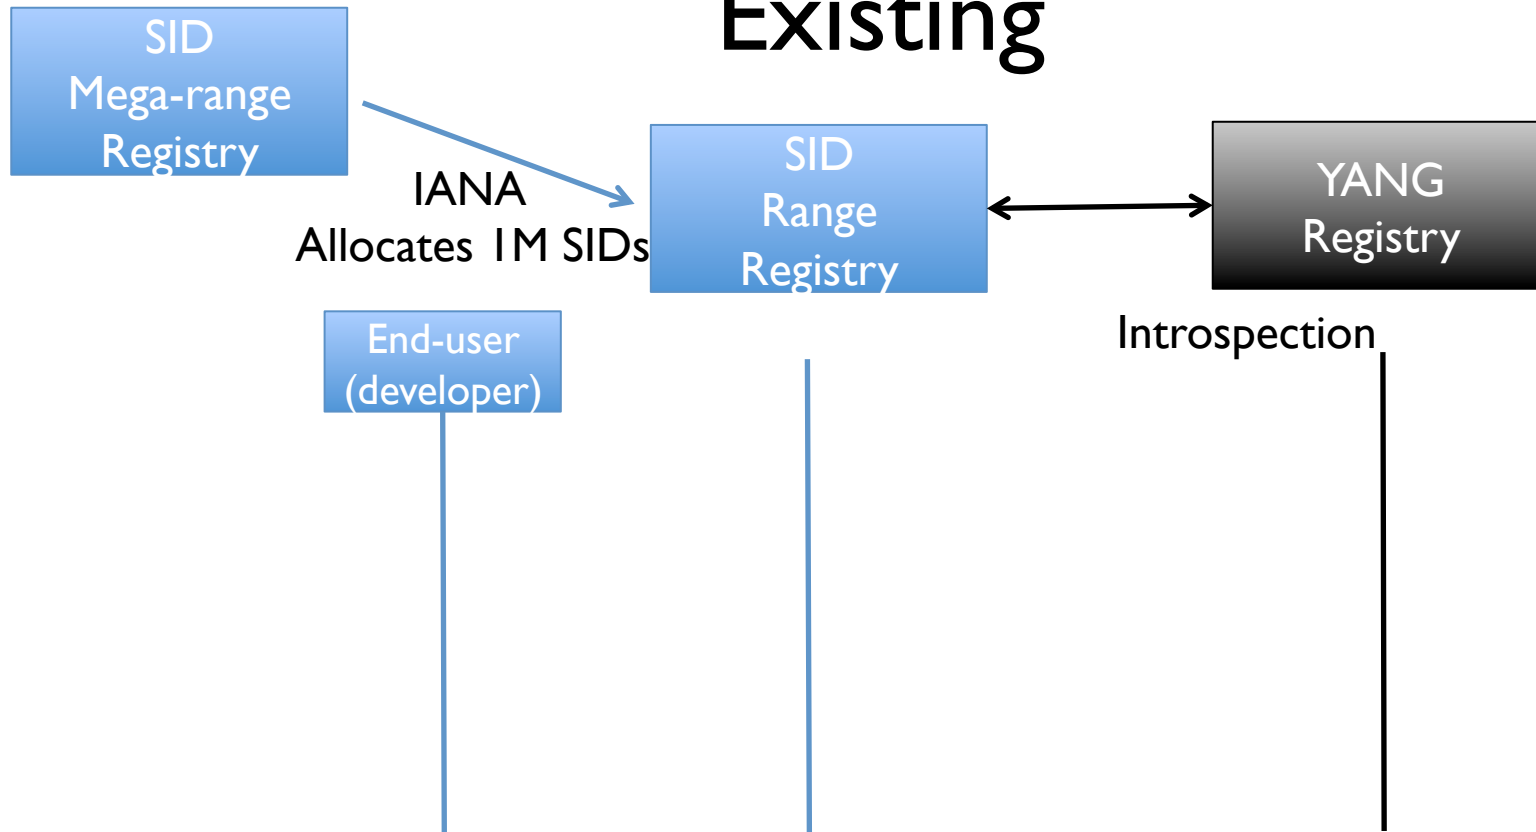 Existing
SID
Mega-range
Registry
IANA
Allocates 1M SIDs
SID
Range
Registry
YANG
Registry
End-user
(developer)
Introspection